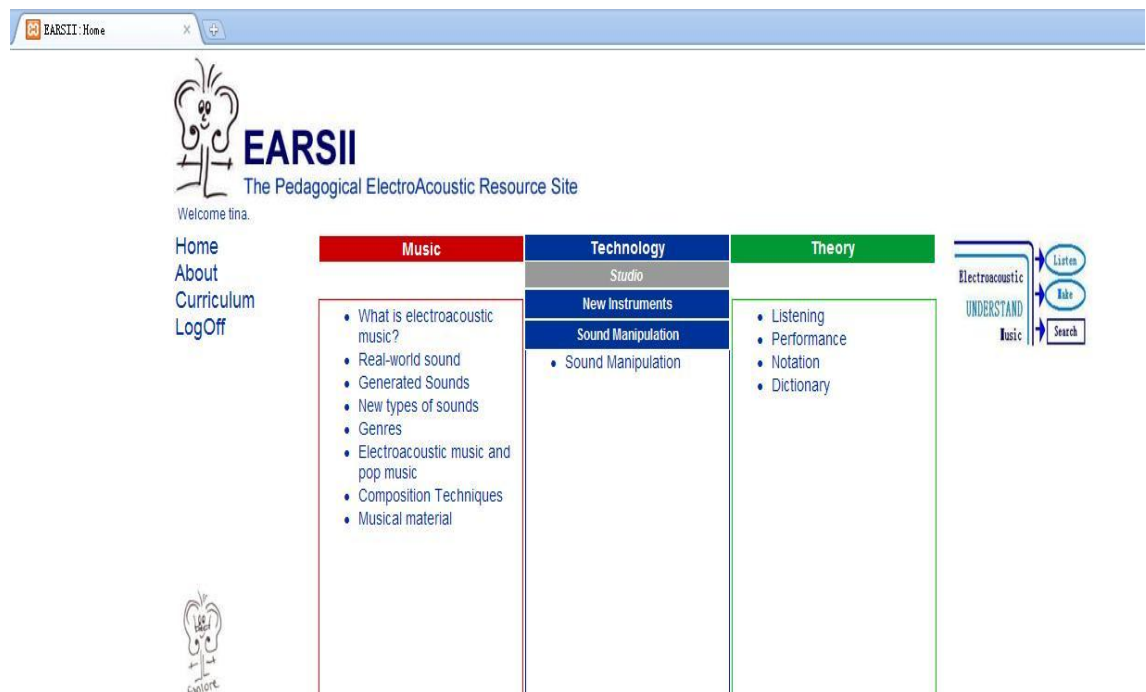 EARSII:Home
EARSII
The Pedagogical ElectroAcoustic Resource Site
Welcome tina.
Home
About
Curriculum
LogOff
Music
What is electroacoustic
music?
Real-world sound
Generated Sounds
New types of sounds
Genres
Electroacoustic music and
pop music
Composition Techniques
Musical material
Technology
Studio
New Instruments
Sound Manipulation
Sound Manipulation
Theory
Listening
Performance
Notation
Dictionary
Electroacoustic
UNDERSTAND
Music
Listen
Make
Search
Explore